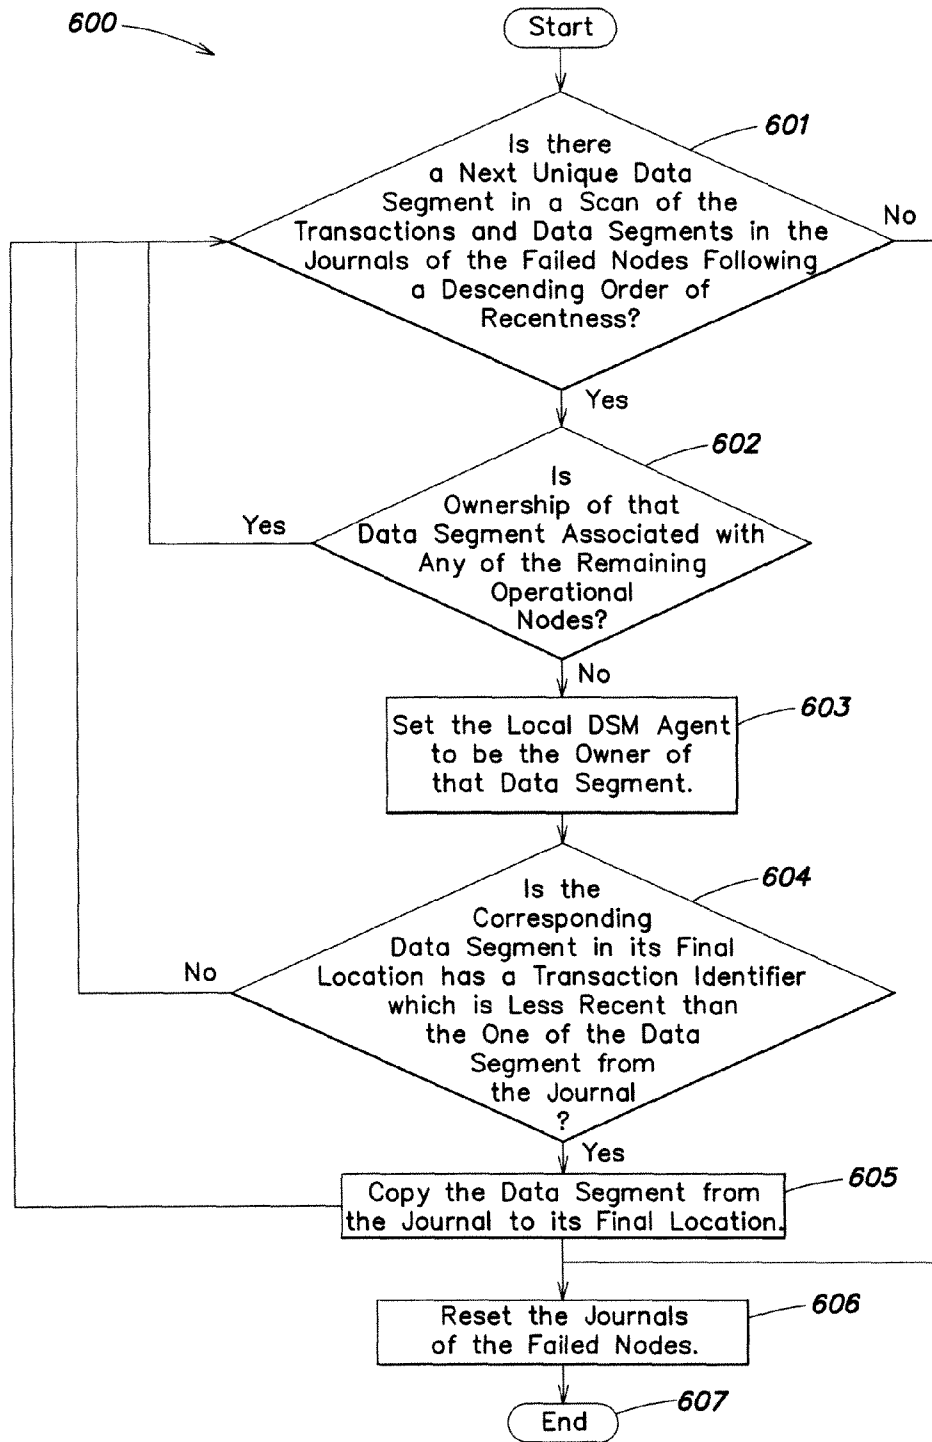 600
Start
601
Is there
a Next Unique Data
Segment in a Scan of the
Transactions and Data Segments in the
Journals of the Failed Nodes Following
a Descending Order of
Recentness?
No
Yes
602
Is
Ownership of that
Data Segment Associated with
Any of the Remaining
Operational
Nodes?
Yes
No
603
Set the Local DSM Agent
to be the Owner of
that Data Segment.
604
Is the
Corresponding
Data Segment in its Final
Location has a Transaction Identifier
which is Less Recent than
the One of the Data
Segment from
the Journal
?
No
Yes
605
Copy the Data Segment from
the Journal to its Final Location.
606
Reset the Journals
of the Failed Nodes.
607
End